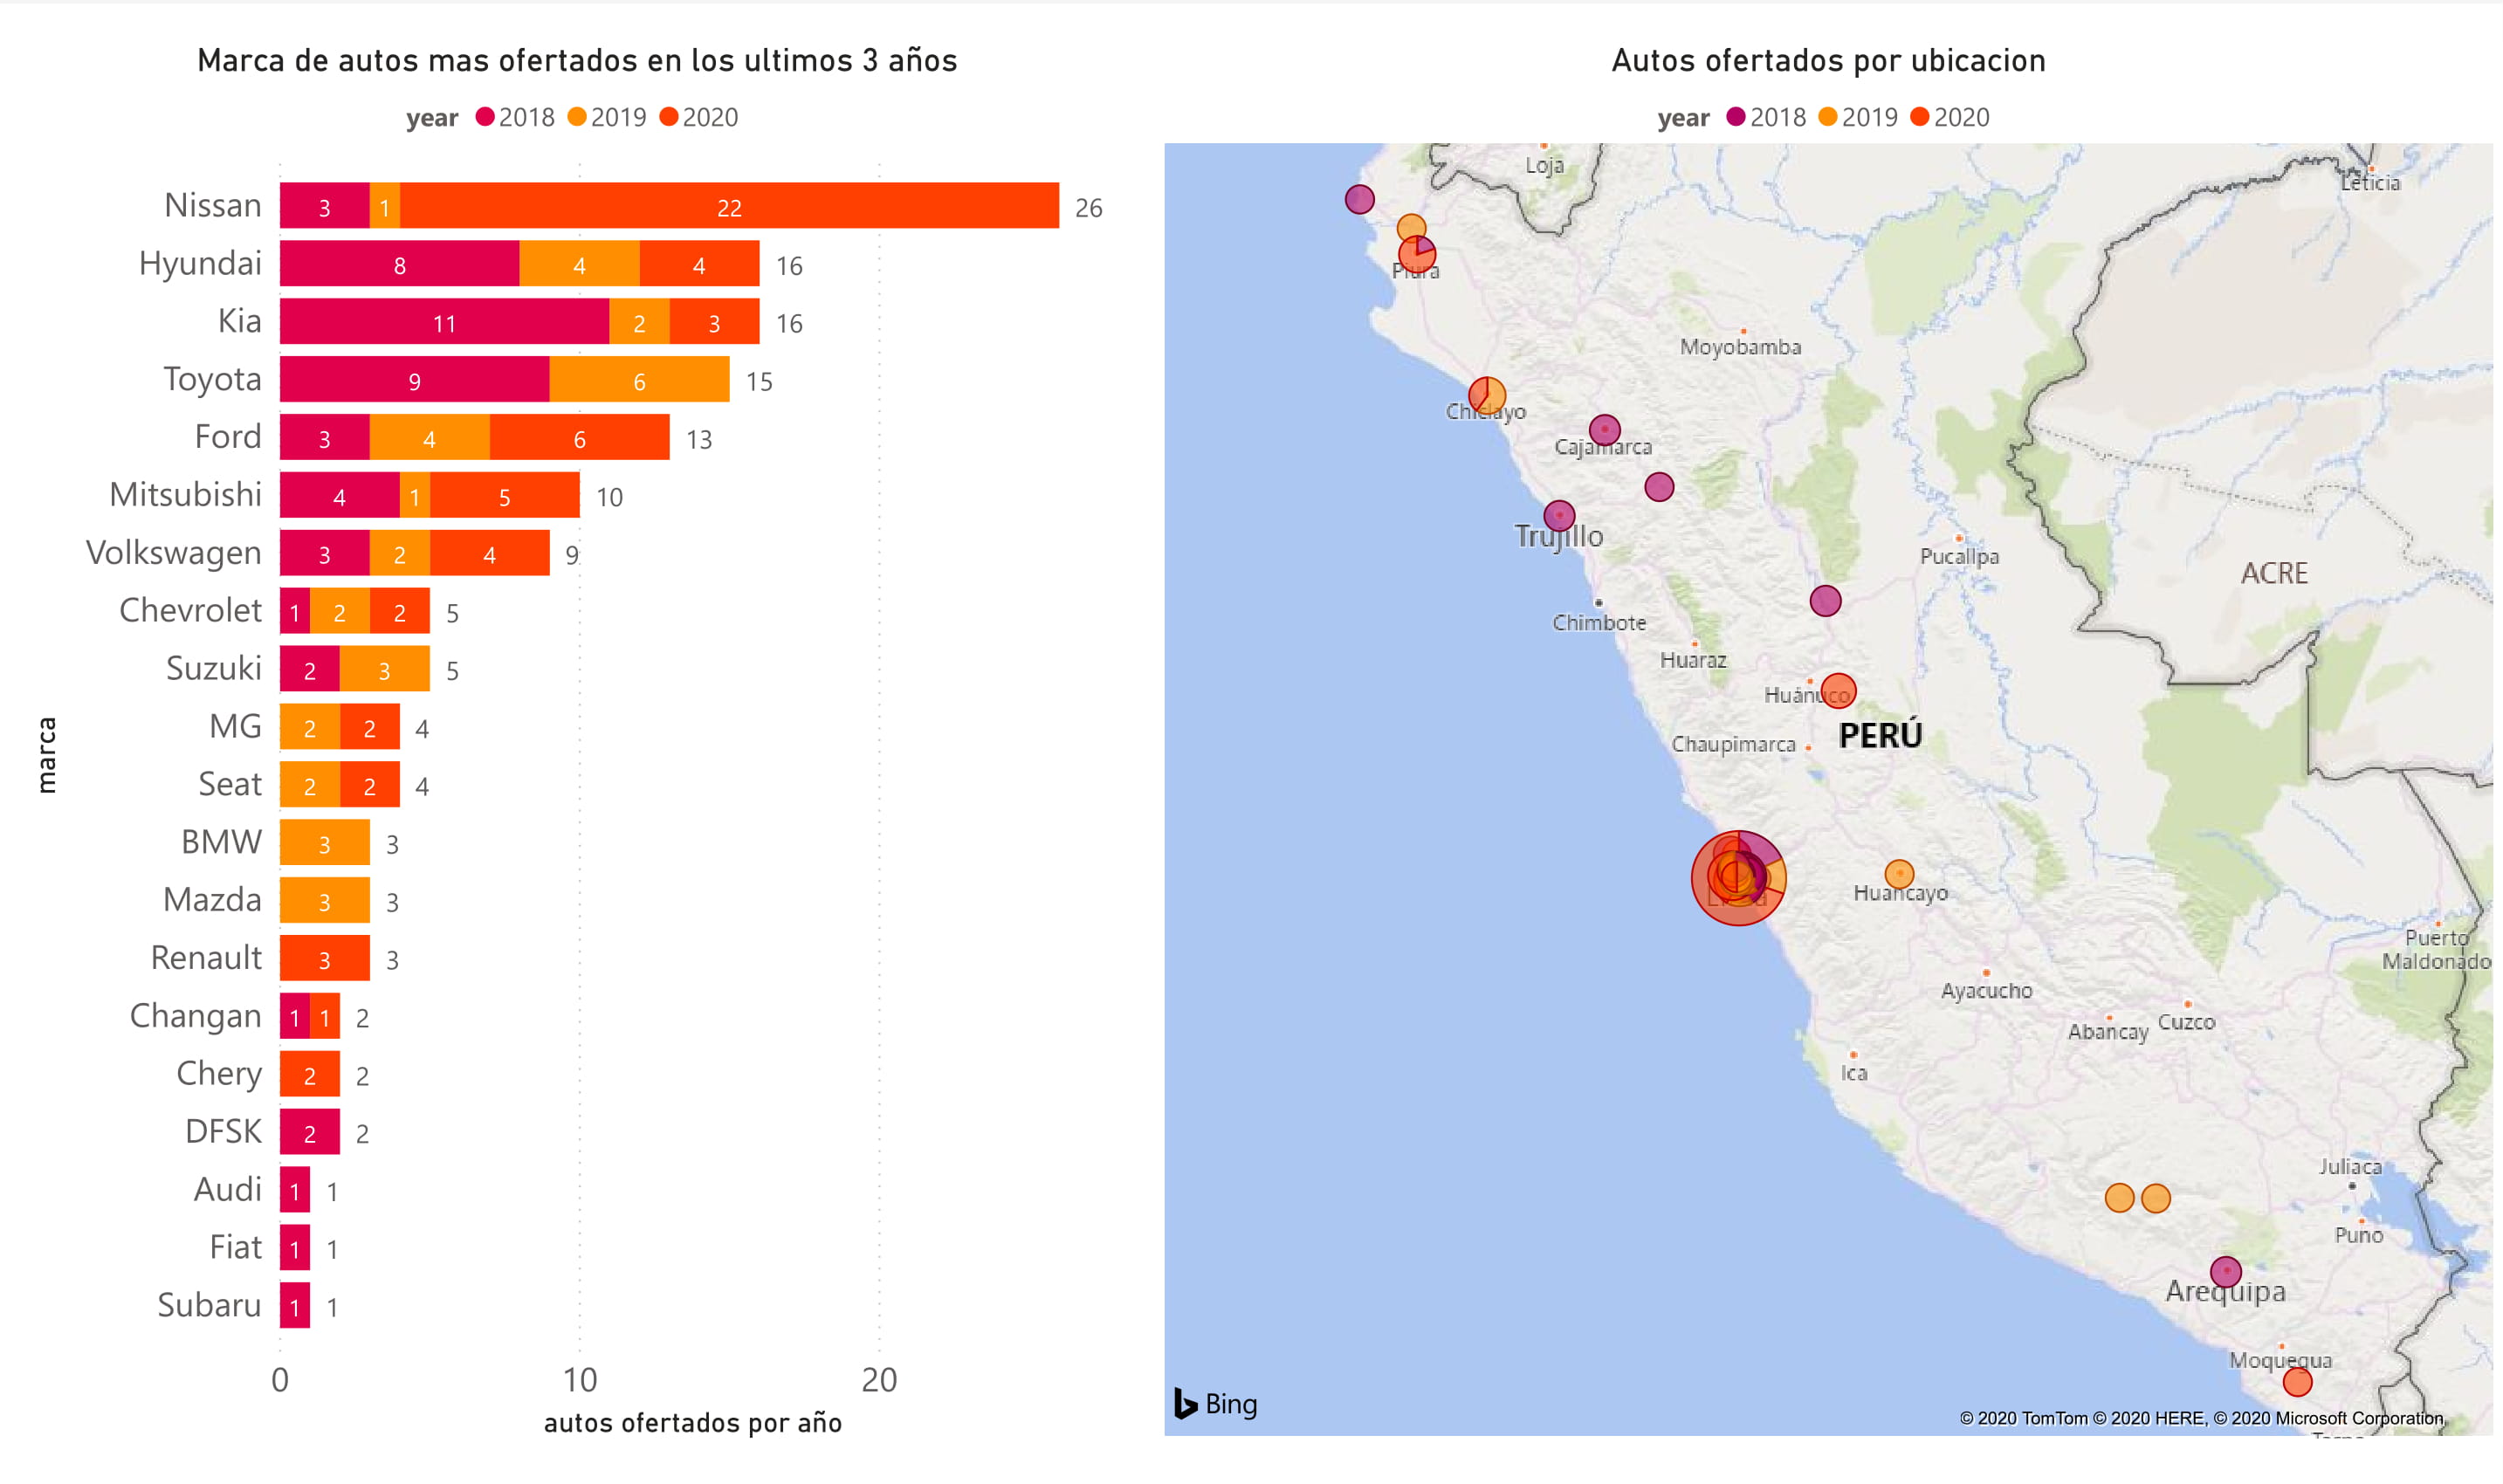 Marca de autos mas ofertados en los ultimos 3 años
year 2018 2019 2020
marca
Nissan 3 1 22 26
Hyundai 8 4 4 16
Kia 11 2 3 16
Toyota 9 6 15
Ford 3 4 6 13
Mitsubishi 4 1 5 10
Volkswagen 3 2 4 9
Chevrolet 1 2 2 5
Suzuki 2 3 5
MG 2 2 4
Seat 2 2 4
BMW 3 3
Mazda 3 3
Renault 3 3
Changan 1 1 2
Chery 2 2
DFSK 2 2
Audi 1 1
Fiat 1 1
Subaru 1 1
0 10 20
autos ofertados por año
Autos ofertados por ubicacion
year 2018 2019 2020
Loja
Leticia
Piura
Moyobamba
Chiclayo
Cajamarca
Trujillo
Pucallpa
ACRE
Chimbote
Huaraz
Huánuco
PERÚ
Chaupimarca
Lima
Huancayo
Puerto
Maldonado
Ayacucho
Cuzco
Abancay
Ica
Juliaca
Puno
Arequipa
Moquegua
Bing
© 2020 TomTom © 2020 HERE, © 2020 Microsoft Corporation